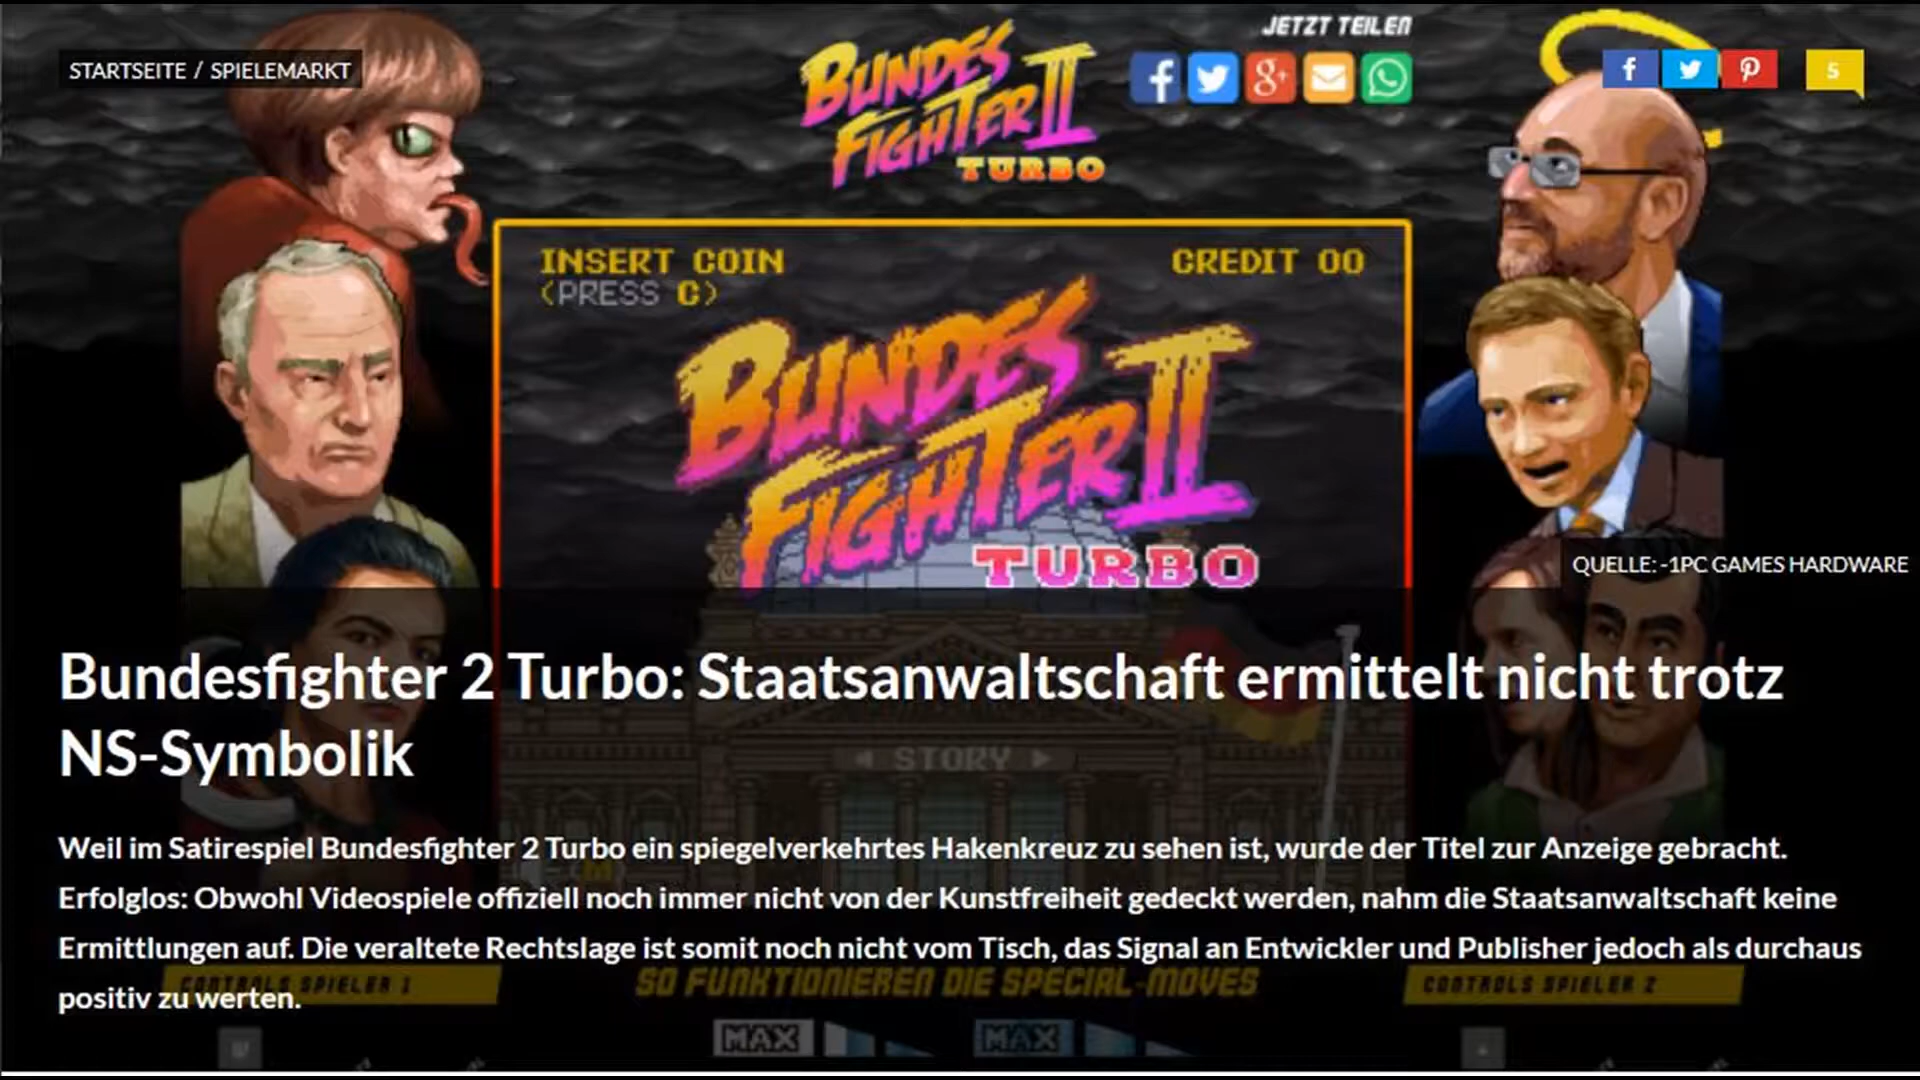 JETZT TEILEN
STARTSEITE / SPIELEMARKT
BUNDES
FIGHTER II
TURBO
5
INSERT COIN
(PRESS C)
CREDIT 00
BUNDES
FIGHTER II
TURBO
QUELLE: -1PC GAMES HARDWARE
Bundesfighter 2 Turbo: Staatsanwaltschaft ermittelt nicht trotz
NS-Symbolik
STORY
Weil im Satirespiel Bundesfighter 2 Turbo ein spiegelverkehrtes Hakenkreuz zu sehen ist, wurde der Titel zur Anzeige gebracht.
Erfolglos: Obwohl Videospiele offiziell noch immer nicht von der Kunstfreiheit gedeckt werden, nahm die Staatsanwaltschaft keine
Ermittlungen auf. Die veraltete Rechtslage ist somit noch nicht vom Tisch, das Signal an Entwickler und Publisher jedoch als durchaus
positiv zu werten.
CONTROLS SPIELER 1
SO FUNKTIONIEREN DIE SPECIAL-MOVES
CONTROLS SPIELER 2
MAX
MAX